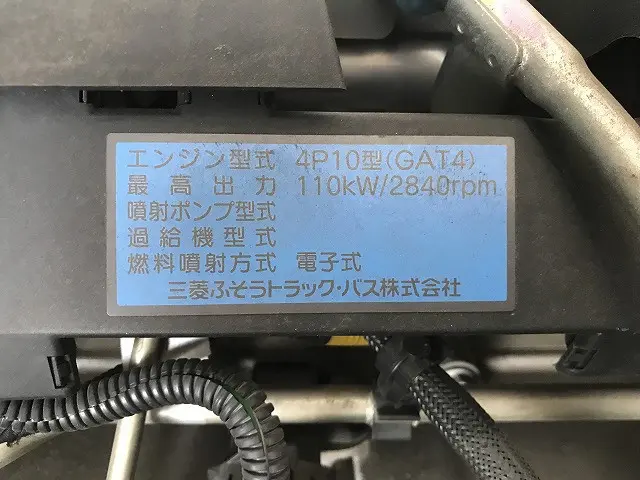 エンジン型式 4P10型(GAT4)
最高出力 110kW/2840rpm
噴射ポンプ型式
過給機型式
燃料噴射方式 電子式
三菱ふそうトラック・バス株式会社